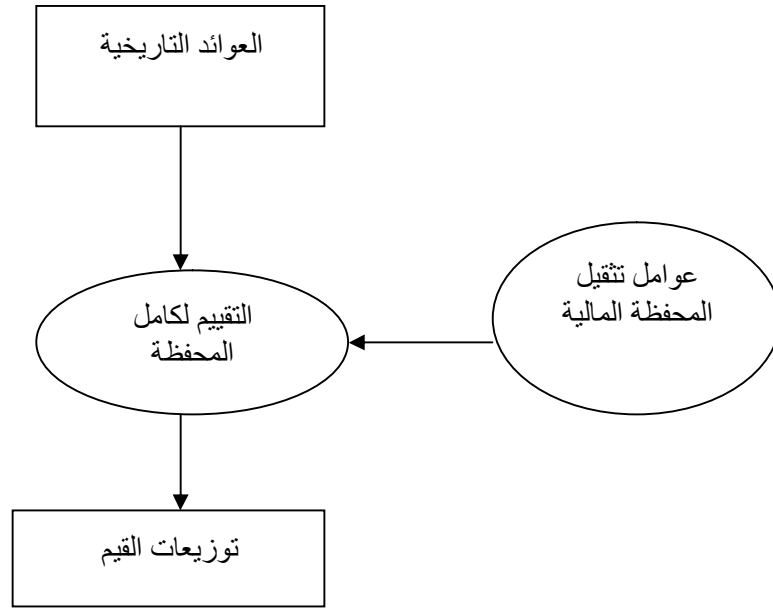 العوائد التاريخية
عوامل تثقيل
المحفظة المالية
التقييم لكامل
المحفظة
توزيعات القيم